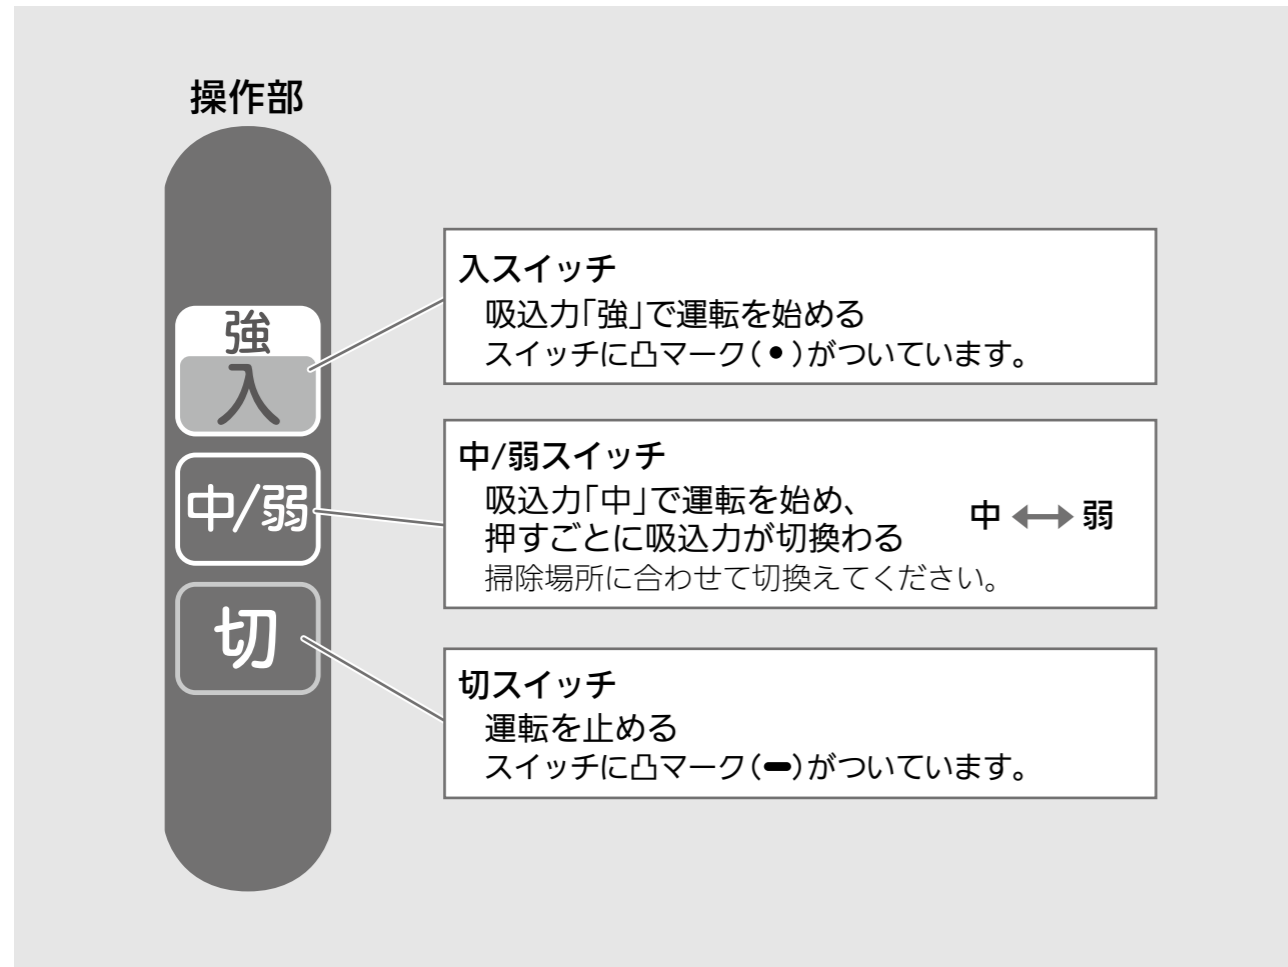 操作部
強
入
中/弱
切
入スイッチ
吸込力「強」で運転を始める
スイッチに凸マーク(●)がついています。
中/弱スイッチ
吸込力「中」で運転を始め、
押すごとに吸込力が切換わる
掃除場所に合わせて切換えてください。
中 ⟷ 弱
切スイッチ
運転を止める
スイッチに凸マーク(━)がついています。